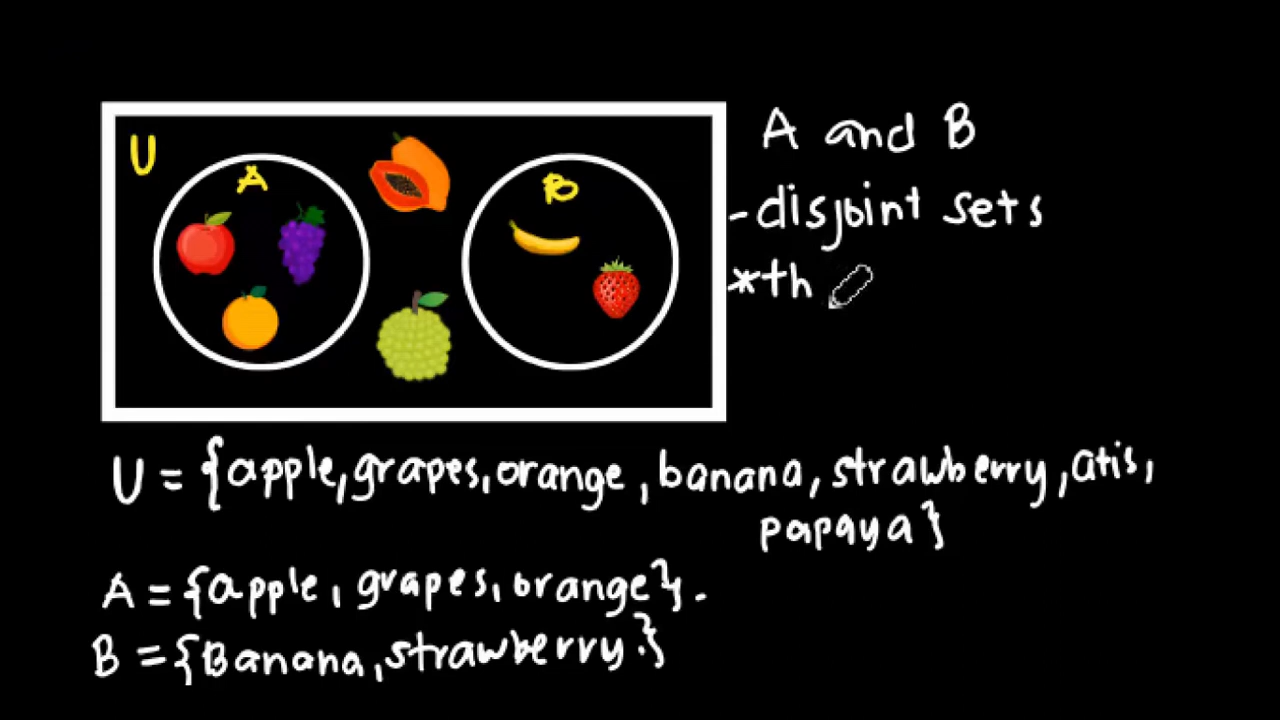 U
A
B
A and B
-disjoint sets
*th
U = {apple,grapes,orange,banana,strawberry,atis,
papaya}
A = {apple, grapes,orange}.
B = {Banana,strawberry.}